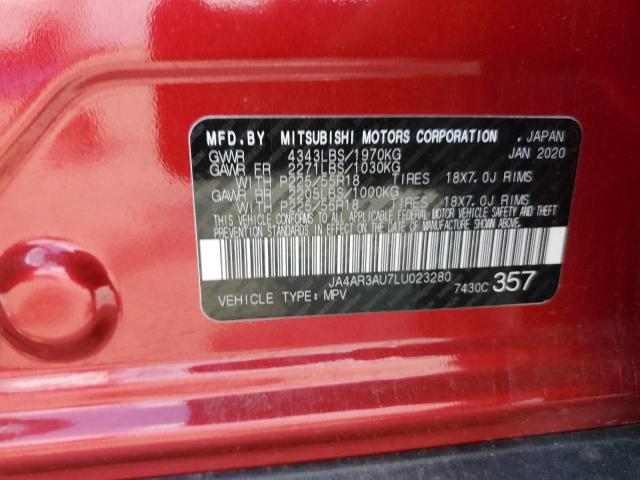 MFD.BY MITSUBISHI MOTORS CORPORATION . JAPAN
GVWR 4343LBS/1970KG JAN 2020
GAWR FR 2271LBS/1030KG
WITH P225/55R18 TIRES 18X7.0J RIMS
GAWR RR 2205LBS/1000KG
WITH P225/55R18 TIRES 18X7.0J RIMS
THIS VEHICLE CONFORMS TO ALL APPLICABLE FEDERAL MOTOR VEHICLE SAFETY AND THEFT
PREVENTION STANDARDS IN EFFECT ON THE DATE OF MANUFACTURE SHOWN ABOVE.
JA4AR3AU7LU023280
VEHICLE TYPE: MPV 7430C 357